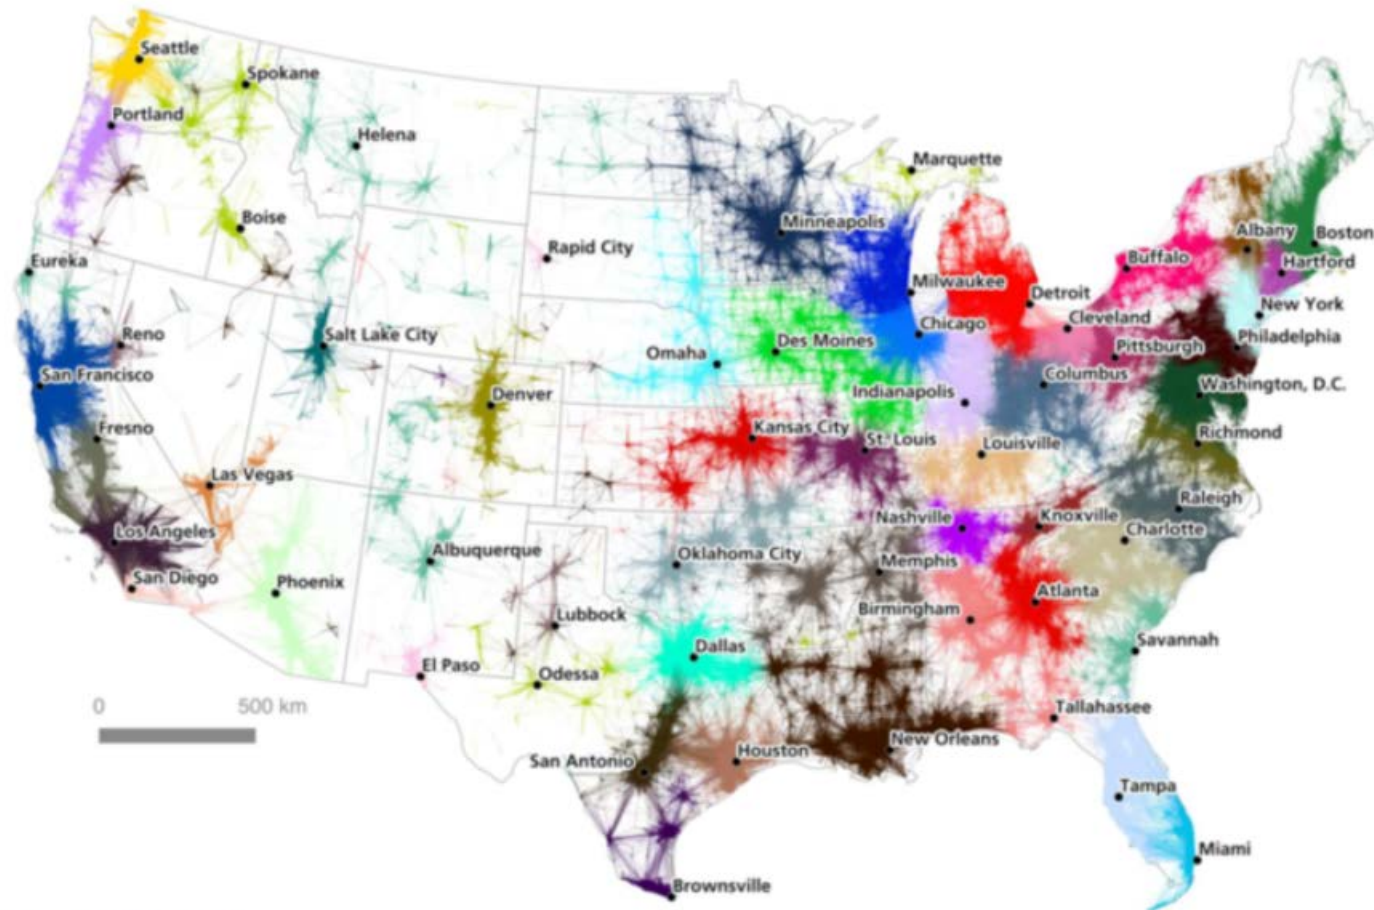 Seattle
Spokane
Portland
Helena
Marquette
Boise
Minneapolis
Albany
Boston
Rapid City
Buffalo
Hartford
Eureka
Milwaukee
Detroit
New York
Reno
Salt Lake City
Chicago
Cleveland
Des Moines
Philadelphia
Omaha
Pittsburgh
San Francisco
Columbus
Washington, D.C.
Denver
Indianapolis
Fresno
Kansas City
St. Louis
Louisville
Richmond
Las Vegas
Raleigh
Los Angeles
Nashville
Knoxville
Charlotte
Albuquerque
Oklahoma City
Memphis
San Diego
Phoenix
Atlanta
Lubbock
Birmingham
Savannah
Dallas
El Paso
Odessa
0 500 km
Tallahassee
New Orleans
San Antonio
Houston
Tampa
Miami
Brownsville